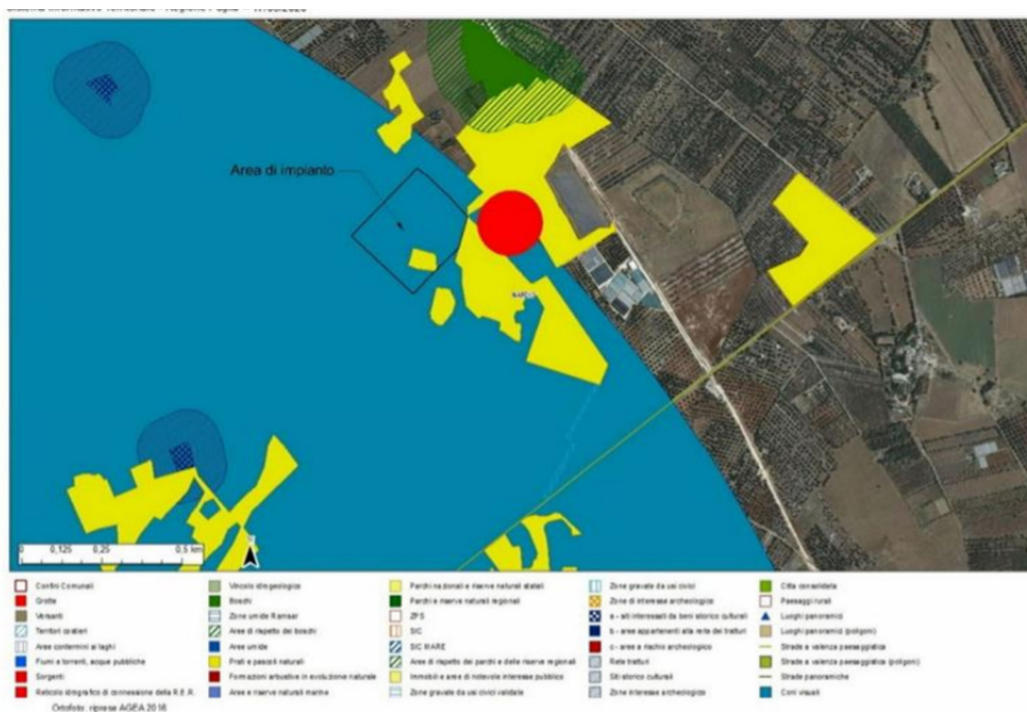 Area di impianto
0 0,125 0,25 0,5 km
Confini Comunali
Grotte
Versanti
Territori costieri
Aree contermini ai laghi
Fiumi e torrenti, acque pubbliche
Sorgenti
Reticolo idrografico di connessione della R.E.R.
Vincolo idrogeologico
Boschi
Zone umide Ramsar
Aree di rispetto dei boschi
Aree umide
Prati e pascoli naturali
Formazioni arbustive in evoluzione naturale
Aree e riserve naturali marine
Parchi nazionali e riserve naturali statali
Parchi e riserve naturali regionali
ZPS
SIC
SIC MARE
Aree di rispetto dei parchi e delle riserve regionali
Immobili e aree di notevole interesse pubblico
Zone gravate da usi civici validate
Zone gravate da usi civici
Zone di interesse archeologico
a - siti interessati da beni storico culturali
b - aree appartenenti alla rete dei tratturi
c - aree a rischio archeologico
Rete tratturi
Siti storico culturali
Zone interesse archeologico
Città consolidata
Paesaggi rurali
Luoghi panoramici
Luoghi panoramici (poligoni)
Strade a valenza paesaggistica
Strade a valenza paesaggistica (poligoni)
Strade panoramiche
Coni visuali
Ortofoto: riprese AGEA 2016